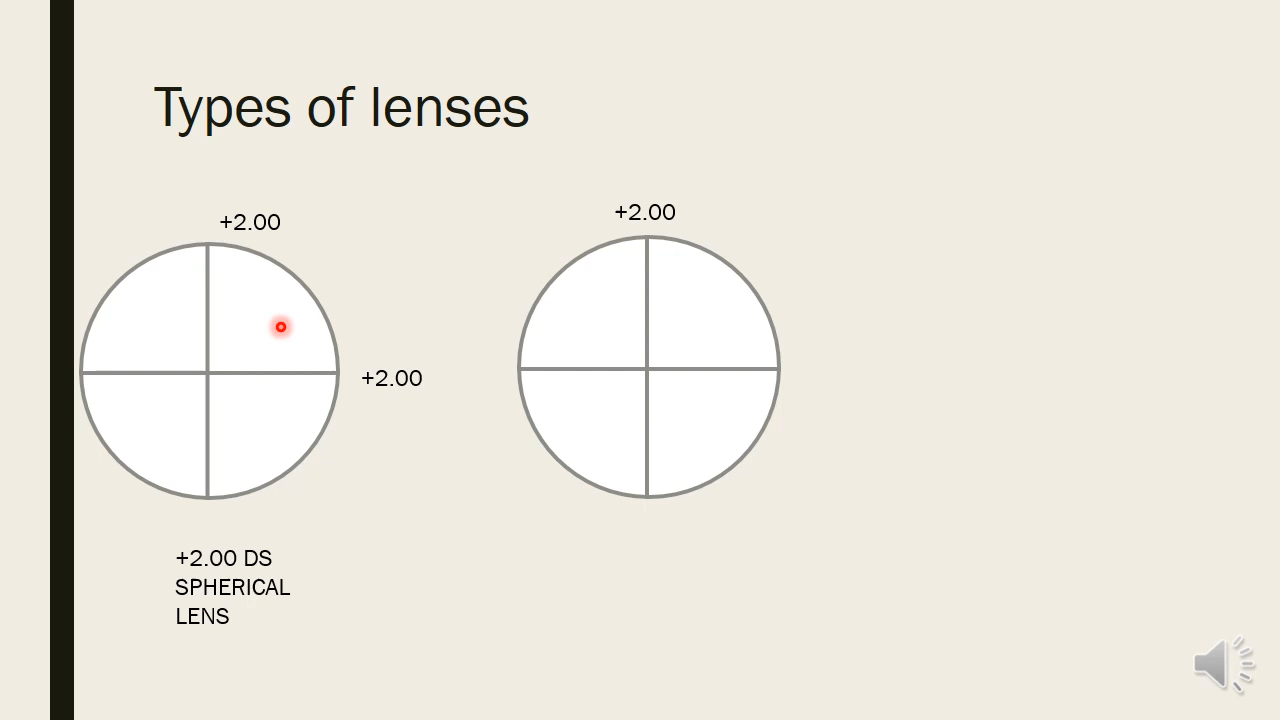 Types of lenses
+2.00
+2.00
+2.00
+2.00 DS
SPHERICAL
LENS